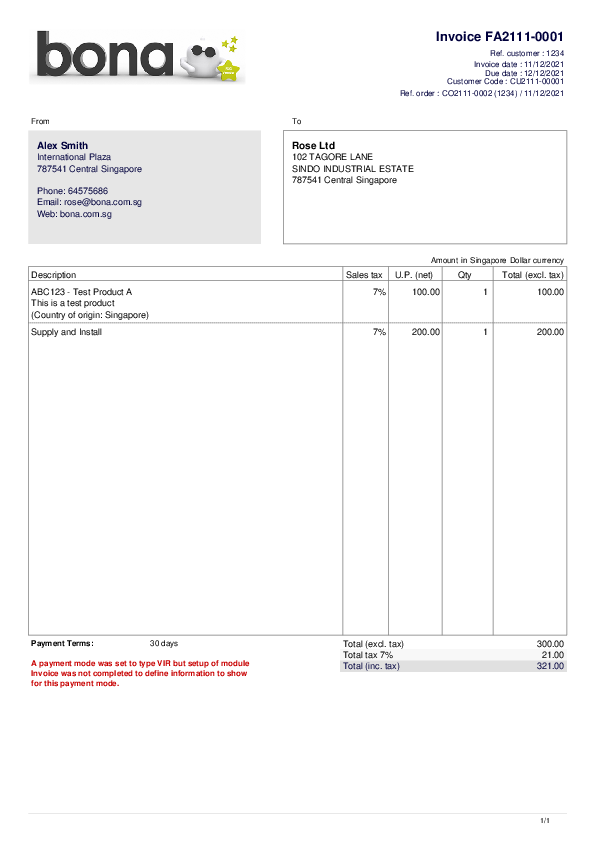 bona
Invoice FA2111-0001
Ref. customer : 1234
Invoice date : 11/12/2021
Due date : 12/12/2021
Customer Code : CU2111-00001
Ref. order : CO2111-0002 (1234) / 11/12/2021
From
To
Alex Smith
International Plaza
787541 Central Singapore
Phone: 64575686
Email: rose@bona.com.sg
Web: bona.com.sg
Rose Ltd
102 TAGORE LANE
SINDO INDUSTRIAL ESTATE
787541 Central Singapore
Amount in Singapore Dollar currency
Description Sales tax U.P. (net) Qty Total (excl. tax)
ABC123 - Test Product A 7% 100.00 1 100.00
This is a test product
(Country of origin: Singapore)
Supply and Install 7% 200.00 1 200.00
Payment Terms: 30 days
A payment mode was set to type VIR but setup of module
Invoice was not completed to define information to show
for this payment mode.
Total (excl. tax) 300.00
Total tax 7% 21.00
Total (inc. tax) 321.00
1/1